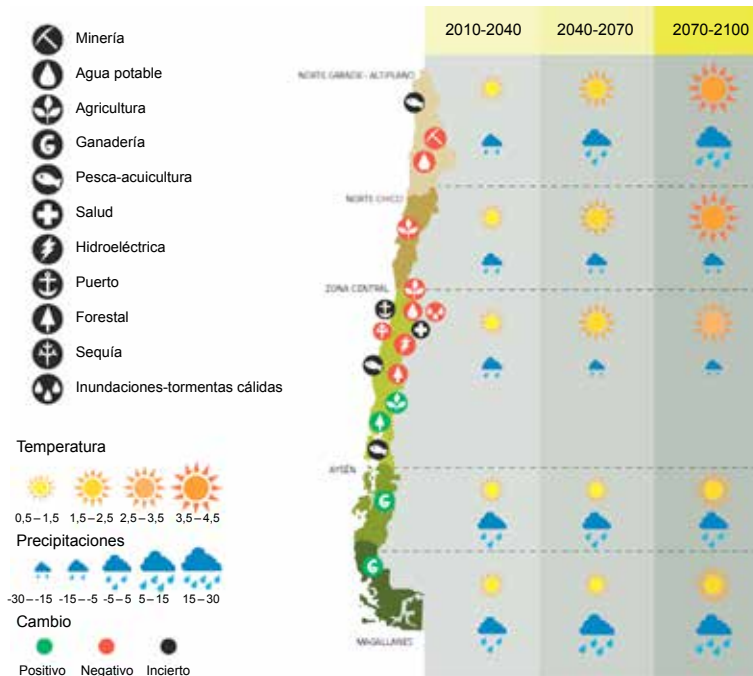 2010-2040
2040-2070
2070-2100
Minería
Agua potable
Agricultura
Ganadería
Pesca-acuicultura
Salud
Hidroeléctrica
Puerto
Forestal
Sequía
Inundaciones-tormentas cálidas
NORTE GRANDE - ALTIPLANO
NORTE CHICO
ZONA CENTRAL
AYSÉN
MAGALLANES
Temperatura
0,5 – 1,5
1,5 – 2,5
2,5 – 3,5
3,5 – 4,5
Precipitaciones
-30 – -15
-15 – -5
-5 – 5
5 – 15
15 – 30
Cambio
Positivo
Negativo
Incierto